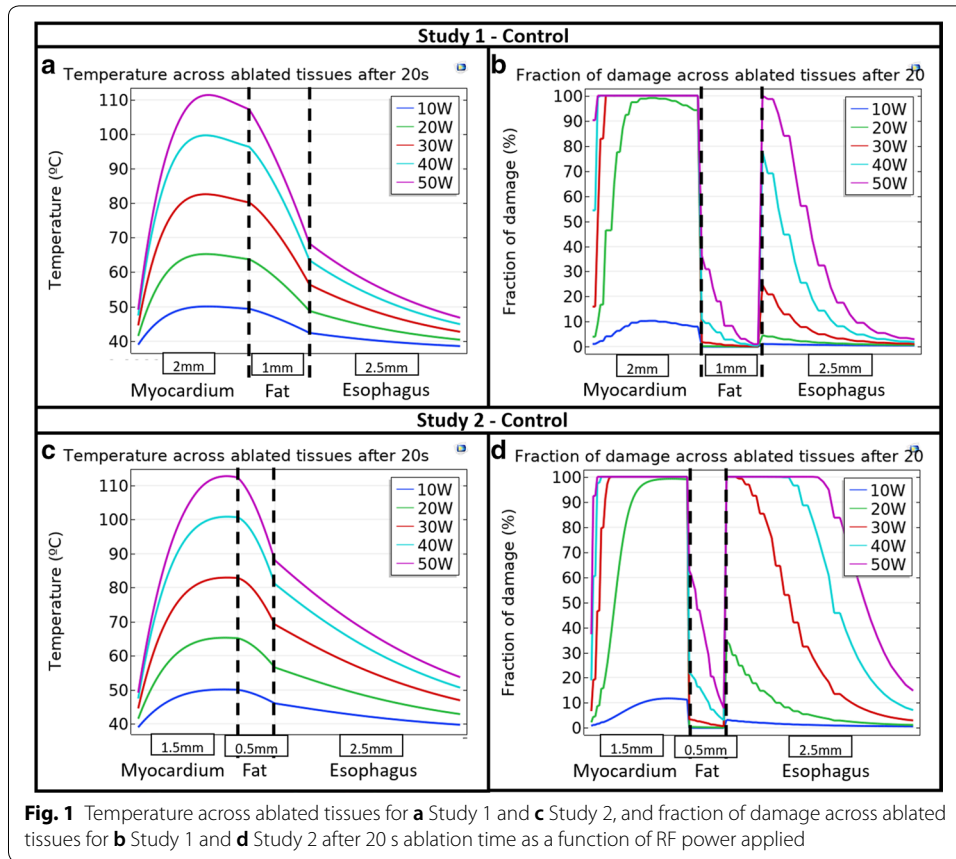 Study 1 - Control
a
Temperature across ablated tissues after 20s
Temperature (ºC)
110
100
90
80
70
60
50
40
10W
20W
30W
40W
50W
2mm
1mm
2.5mm
Myocardium
Fat
Esophagus
b
Fraction of damage across ablated tissues after 20
Fraction of damage (%)
100
90
80
70
60
50
40
30
20
10
0
10W
20W
30W
40W
50W
2mm
1mm
2.5mm
Myocardium
Fat
Esophagus
Study 2 - Control
c
Temperature across ablated tissues after 20s
Temperature (ºC)
110
100
90
80
70
60
50
40
10W
20W
30W
40W
50W
1.5mm
0.5mm
2.5mm
Myocardium
Fat
Esophagus
d
Fraction of damage across ablated tissues after 20
Fraction of damage (%)
100
90
80
70
60
50
40
30
20
10
0
10W
20W
30W
40W
50W
1.5mm
0.5mm
2.5mm
Myocardium
Fat
Esophagus
Fig. 1 Temperature across ablated tissues for a Study 1 and c Study 2, and fraction of damage across ablated
tissues for b Study 1 and d Study 2 after 20 s ablation time as a function of RF power applied